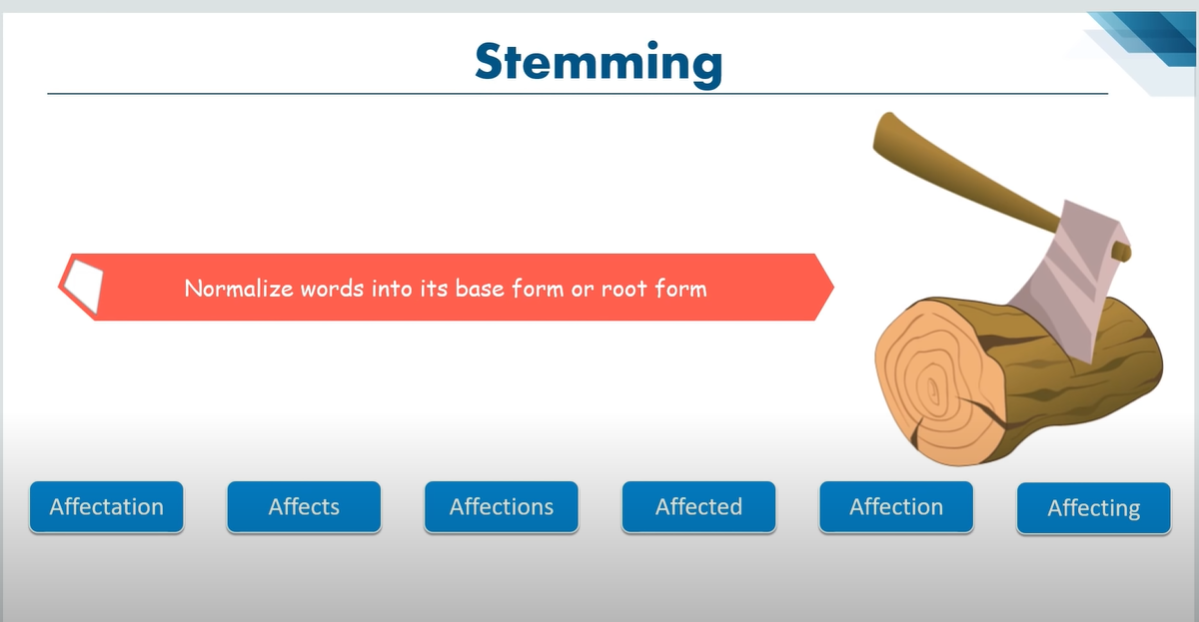 Stemming
Normalize words into its base form or root form
Affectation
Affects
Affections
Affected
Affection
Affecting